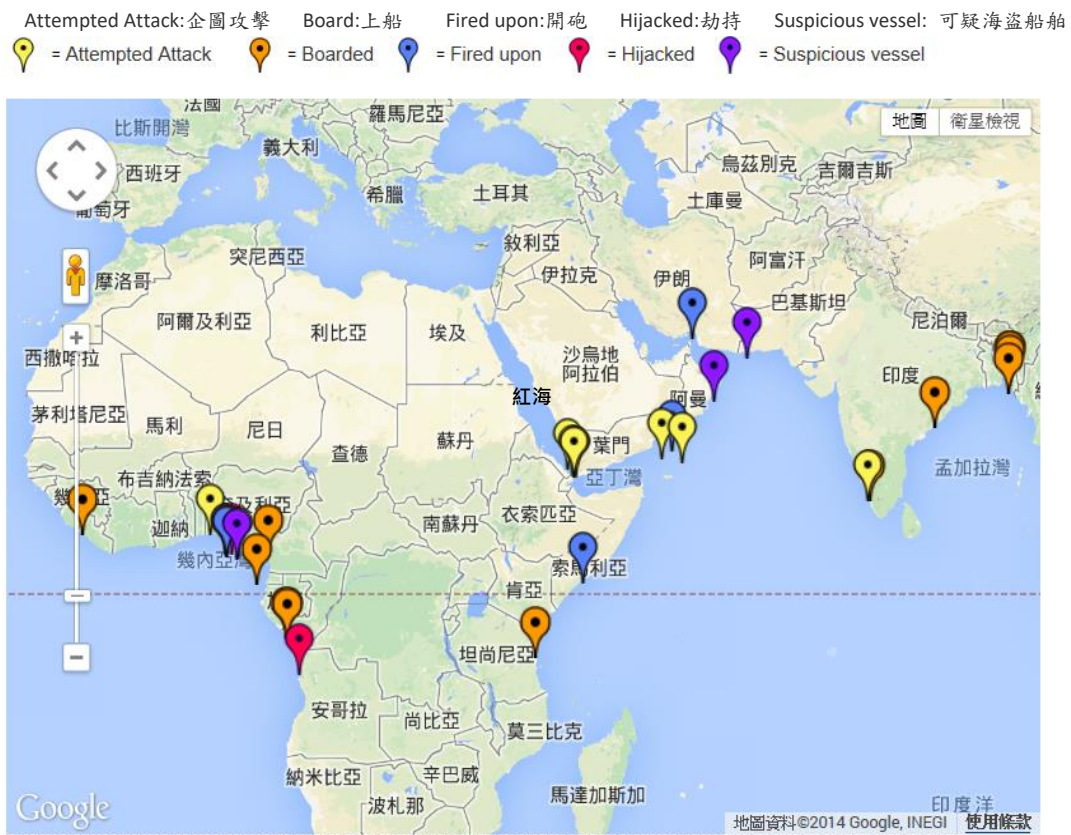 Attempted Attack:企圖攻擊 Board:上船 Fired upon:開砲 Hijacked:劫持 Suspicious vessel: 可疑海盜船舶
= Attempted Attack = Boarded = Fired upon = Hijacked = Suspicious vessel
法國
羅馬尼亞
地圖 衛星檢視
比斯開灣
義大利
烏茲別克
吉爾吉斯
西班牙
希臘
土耳其
土庫曼
葡萄牙
敘利亞
突尼西亞
阿富汗
伊拉克
伊朗
摩洛哥
巴基斯坦
阿爾及利亞
利比亞
埃及
尼泊爾
西撒哈拉
沙烏地
阿拉伯
印度
紅海
阿曼
茅利塔尼亞
馬利
尼日
蘇丹
葉門
查德
孟加拉灣
布吉納法索
亞丁灣
奈及利亞
衣索匹亞
南蘇丹
迦納
幾內亞灣
索馬利亞
肯亞
坦尚尼亞
安哥拉
尚比亞
莫三比克
納米比亞
辛巴威
馬達加斯加
波札那
印度洋
Google
地圖資料©2014 Google, INEGI 使用條款